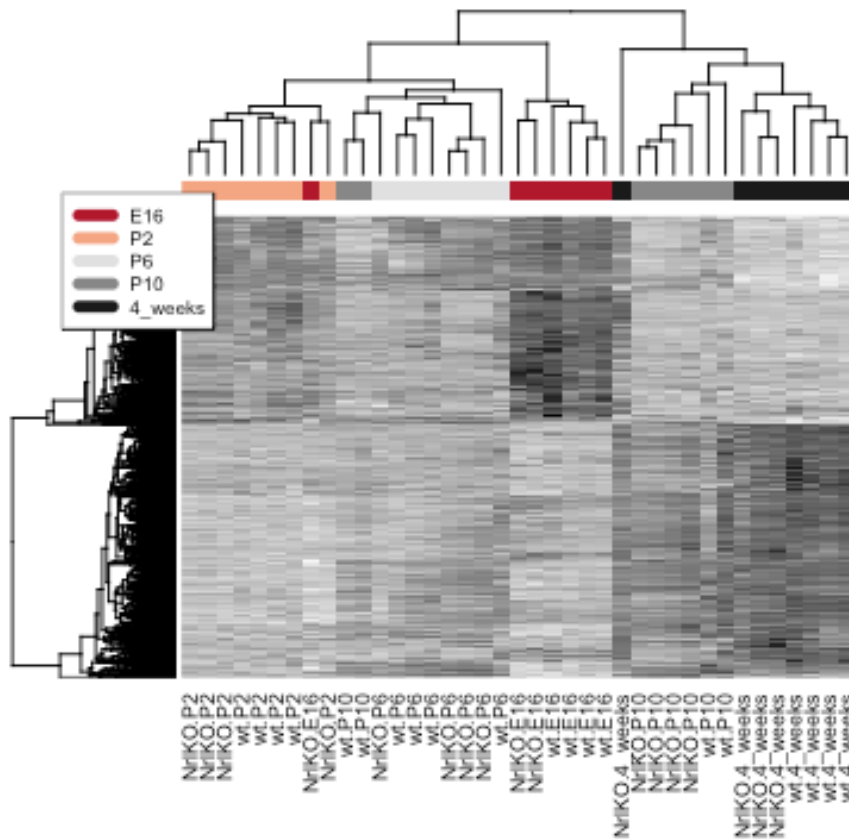 E16
P2
P6
P10
4_weeks
NrlKO.P2
NrlKO.P2
NrlKO.P2
wt.P2
wt.P2
wt.P2
wt.P2
NrlKO.E16
NrlKO.P2
wt.P10
wt.P10
NrlKO.P6
wt.P6
wt.P6
wt.P6
NrlKO.P6
NrlKO.P6
NrlKO.P6
wt.P6
NrlKO.E16
NrlKO.E16
wt.E16
wt.E16
wt.E16
wt.E16
NrlKO.4_weeks
NrlKO.P10
NrlKO.P10
NrlKO.P10
NrlKO.P10
wt.P10
wt.P10
NrlKO.4_weeks
NrlKO.4_weeks
NrlKO.4_weeks
wt.4_weeks
wt.4_weeks
wt.4_weeks
wt.4_weeks